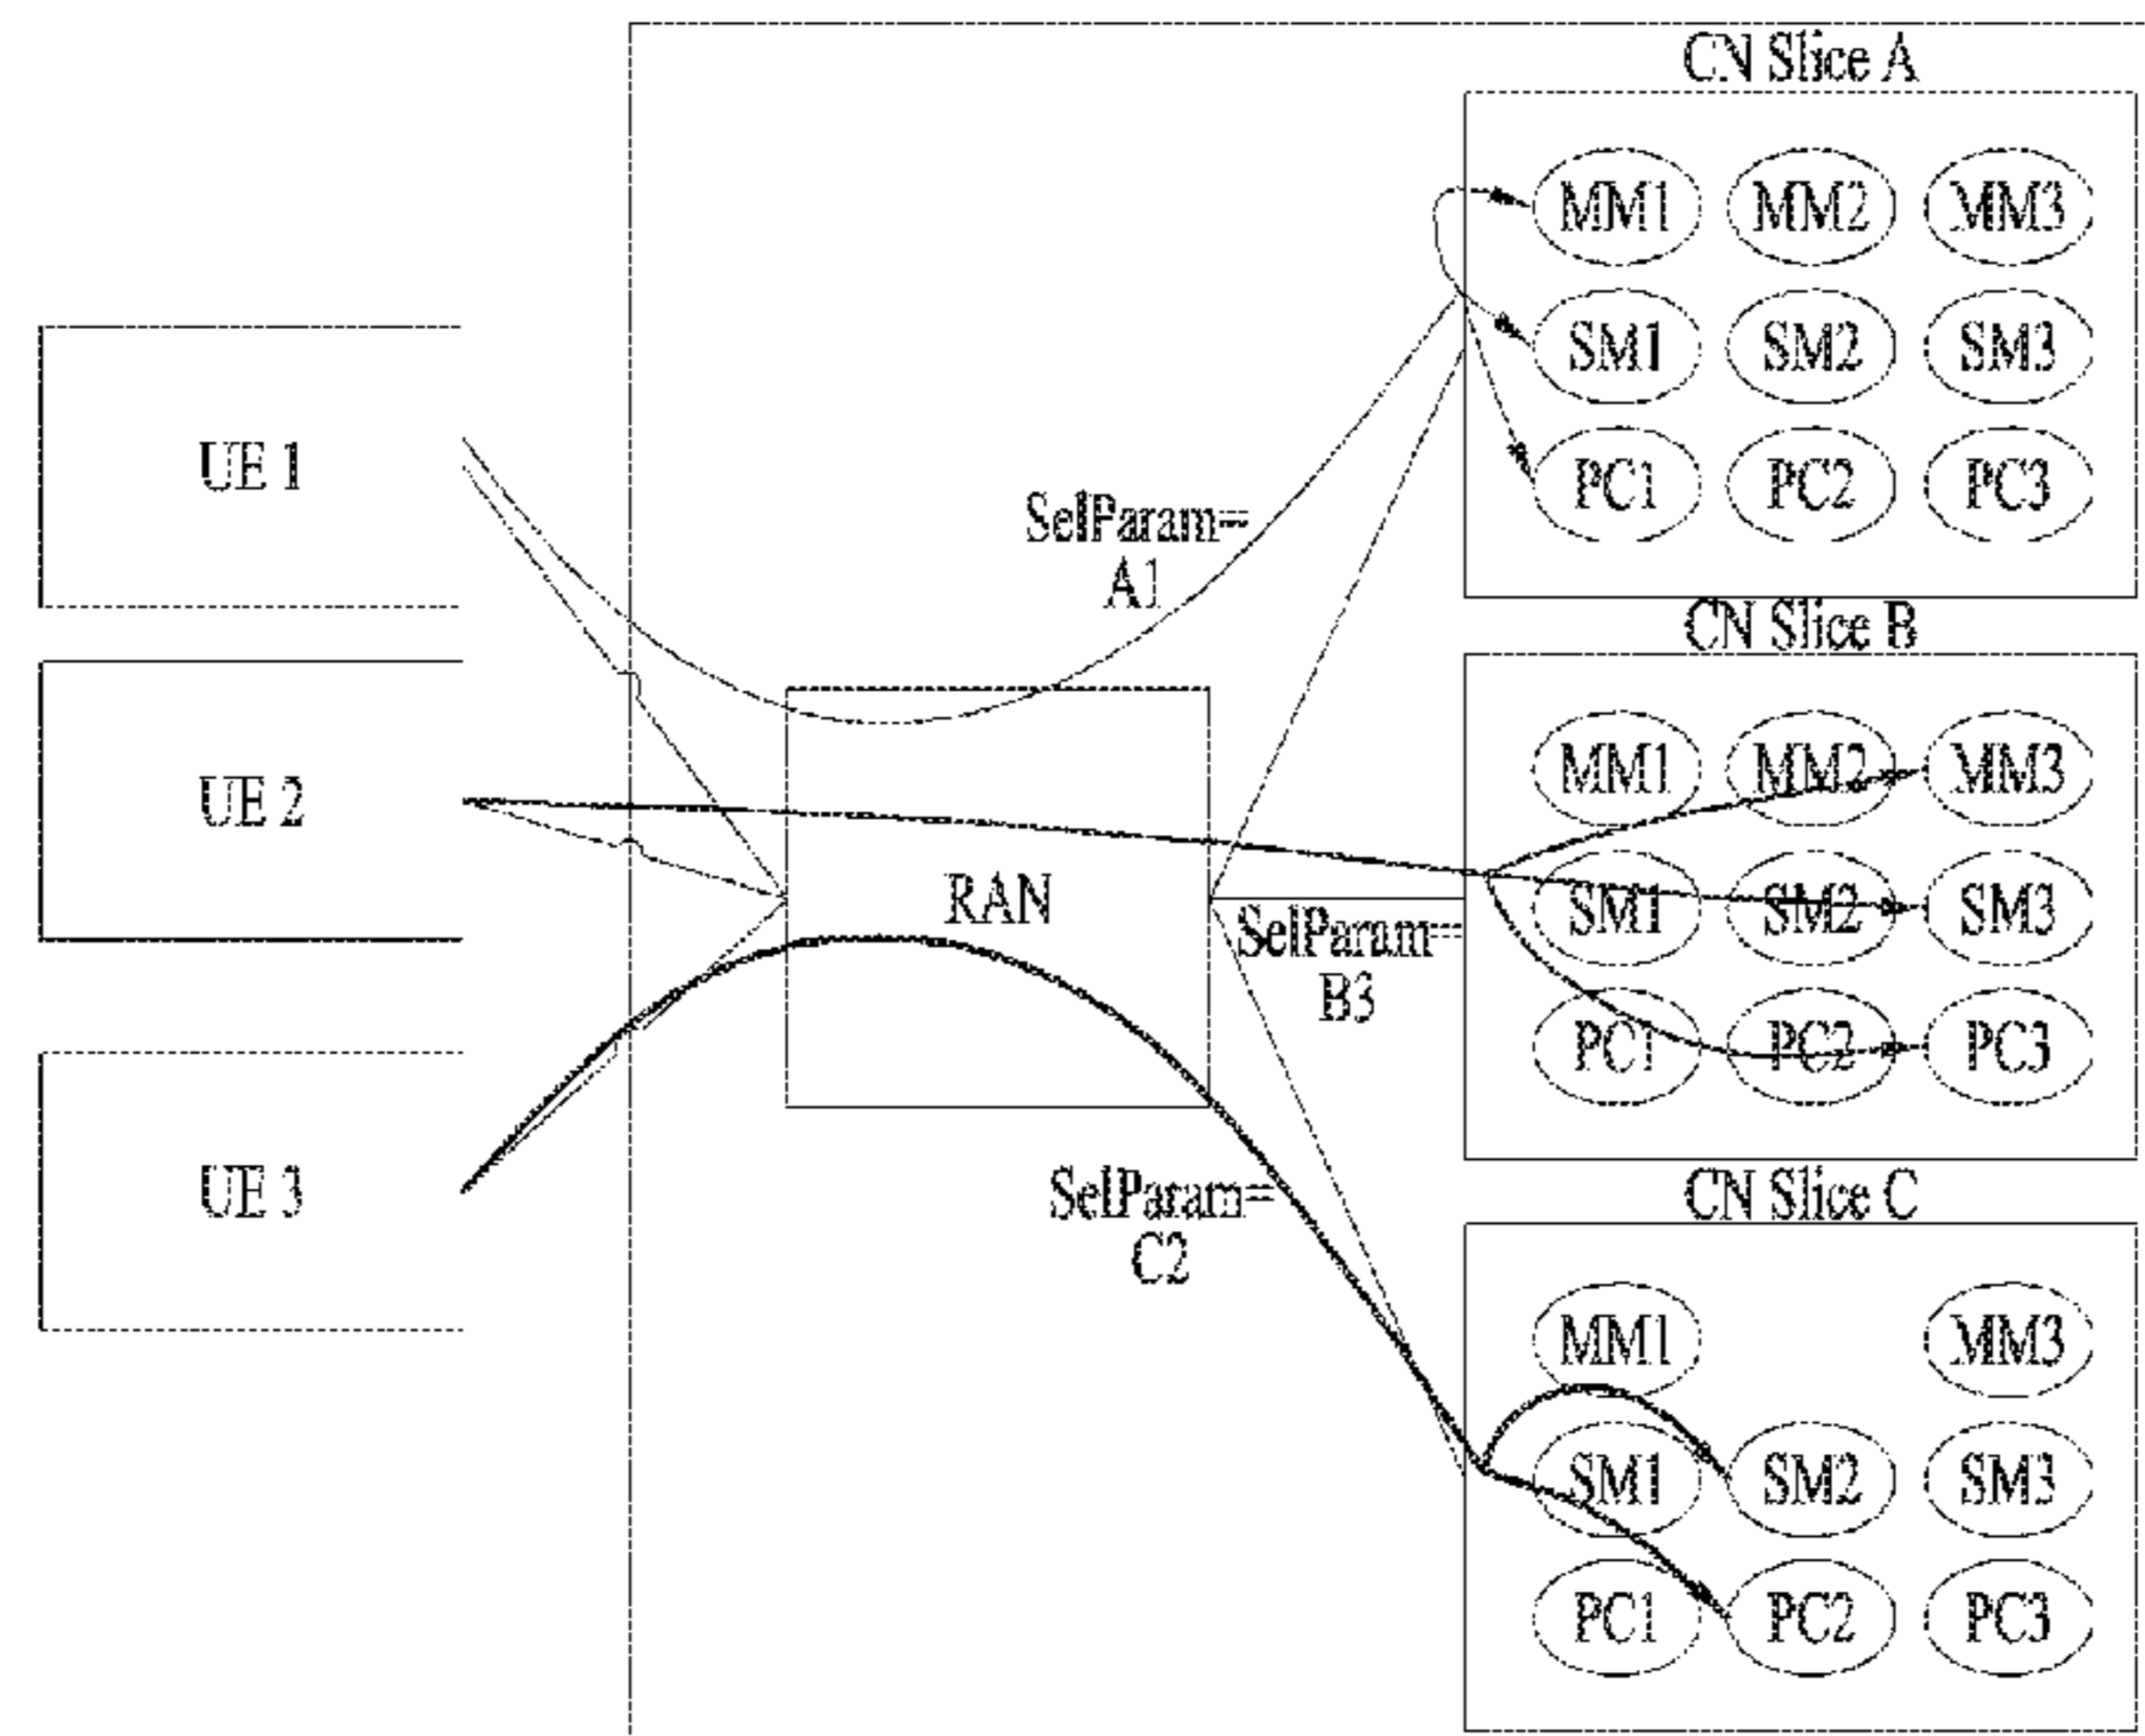 CN Slice A
MM1 MM2 MM3
SM1 SM2 SM3
PC1 PC2 PC3
UE 1
SelParam=
A1
CN Slice B
MM1 MM2 MM3
UE 2
RAN
SM1 SM2 SM3
SelParam=
B3
PC1 PC2 PC3
UE 3
SelParam=
C2
CN Slice C
MM1 MM3
SM1 SM2 SM3
PC1 PC2 PC3